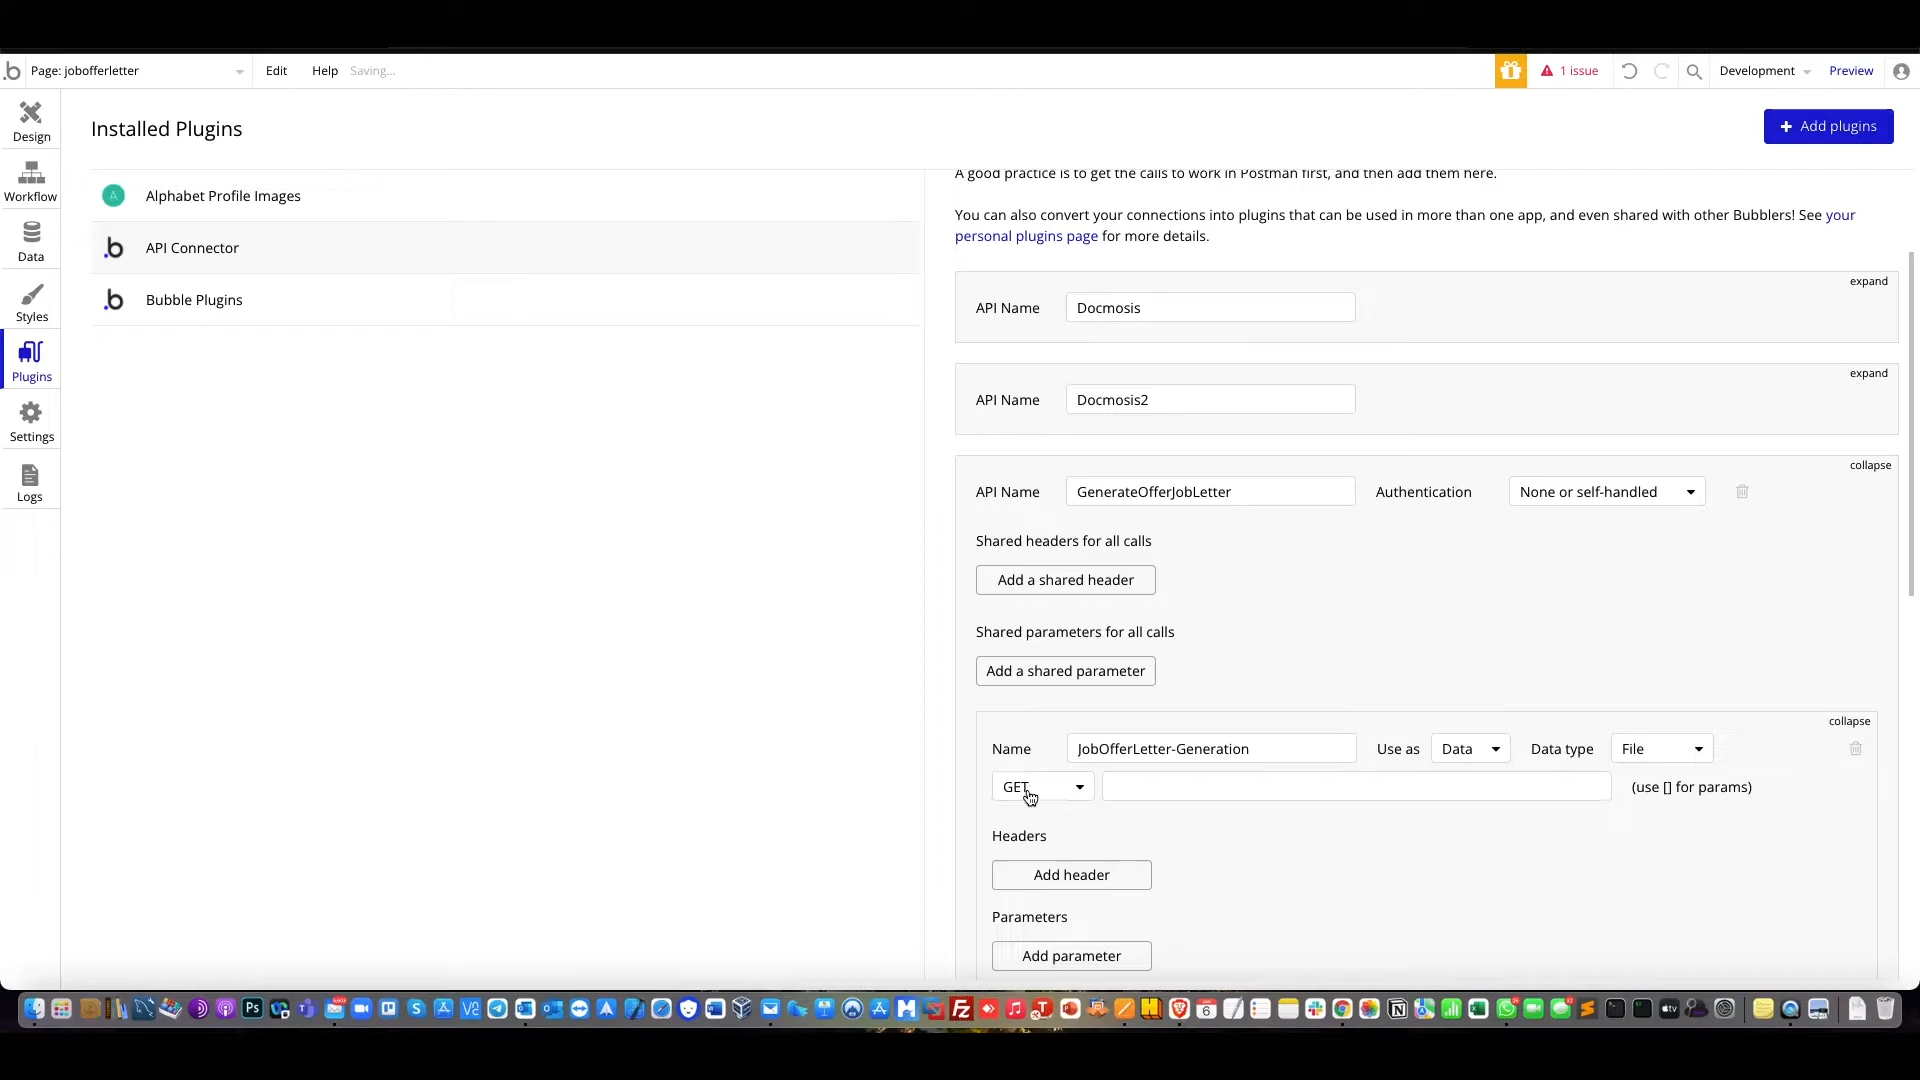 Page: jobofferletter
Edit
Help
Saving...
1 issue
Development
Preview
Design
Workflow
Data
Styles
Plugins
Settings
Logs
Installed Plugins
Add plugins
Alphabet Profile Images
API Connector
Bubble Plugins
A good practice is to get the calls to work in Postman first, and then add them here.
You can also convert your connections into plugins that can be used in more than one app, and even shared with other Bubblers! See your
personal plugins page for more details.
expand
API Name
Docmosis
expand
API Name
Docmosis2
collapse
API Name
GenerateOfferJobLetter
Authentication
None or self-handled
Shared headers for all calls
Add a shared header
Shared parameters for all calls
Add a shared parameter
collapse
Name
JobOfferLetter-Generation
Use as
Data
Data type
File
GET
(use [] for params)
Headers
Add header
Parameters
Add parameter